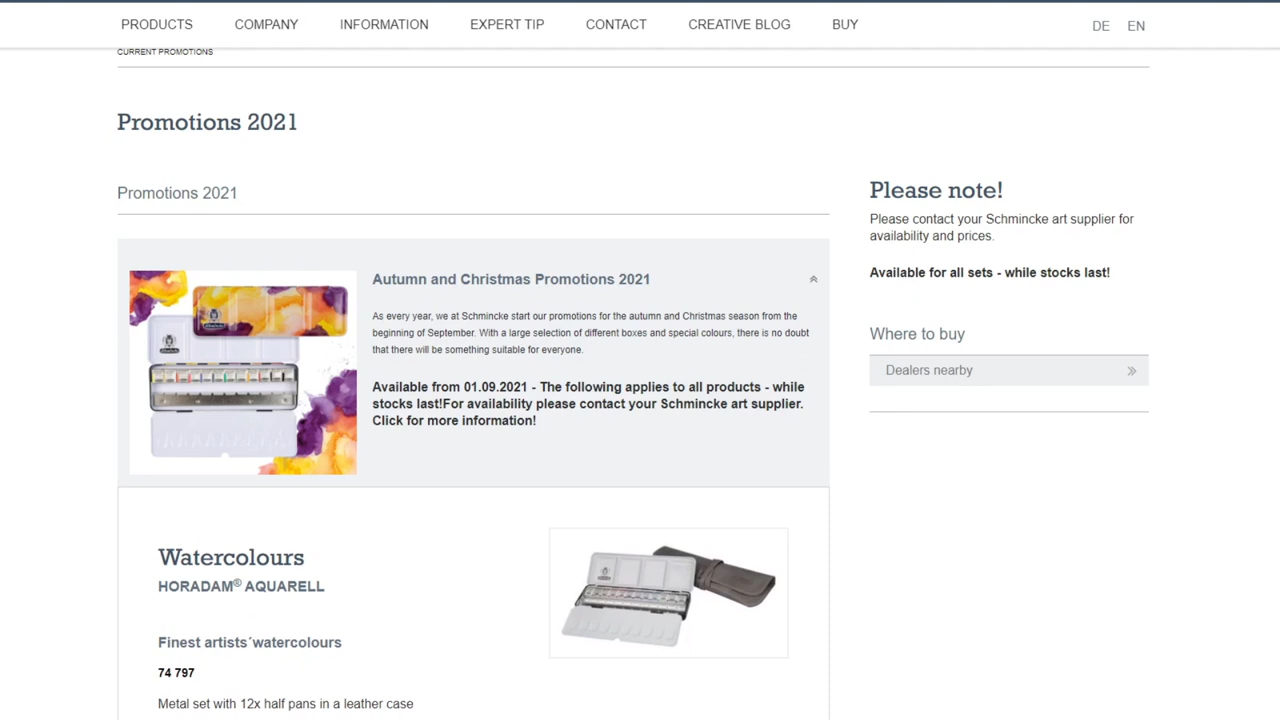 PRODUCTS COMPANY INFORMATION EXPERT TIP CONTACT CREATIVE BLOG BUY DE EN
CURRENT PROMOTIONS
Promotions 2021
Promotions 2021
Autumn and Christmas Promotions 2021
As every year, we at Schmincke start our promotions for the autumn and Christmas season from the
beginning of September. With a large selection of different boxes and special colours, there is no doubt
that there will be something suitable for everyone.
Available from 01.09.2021 - The following applies to all products - while
stocks last!For availability please contact your Schmincke art supplier.
Click for more information!
Watercolours
HORADAM® AQUARELL
Finest artists´watercolours
74 797
Metal set with 12x half pans in a leather case
Please note!
Please contact your Schmincke art supplier for
availability and prices.
Available for all sets - while stocks last!
Where to buy
Dealers nearby